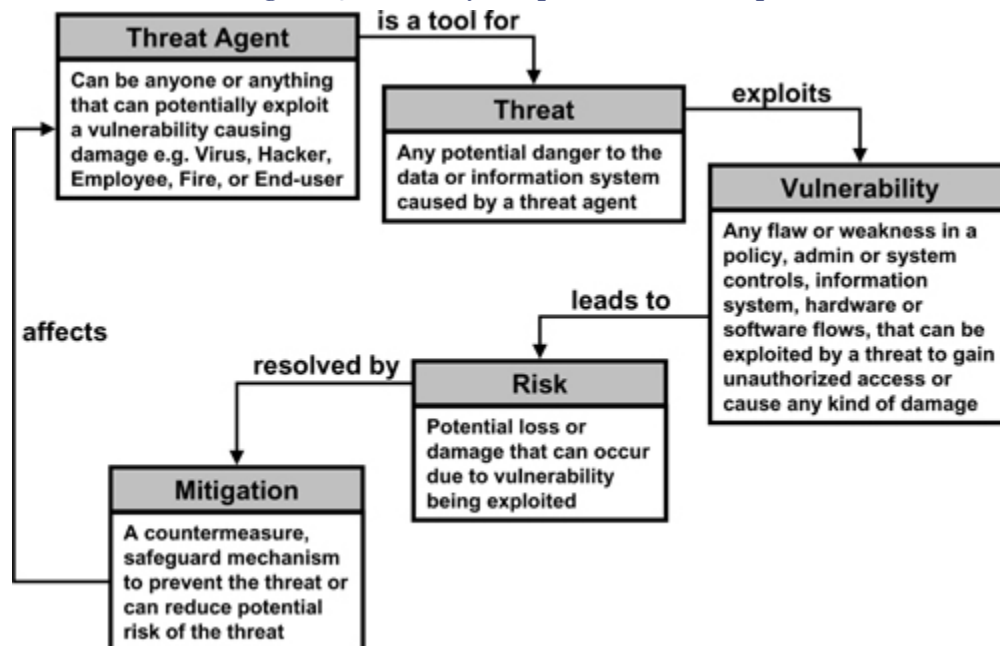 is a tool for
Threat Agent
Can be anyone or anything
that can potentially exploit
a vulnerability causing
damage e.g. Virus, Hacker,
Employee, Fire, or End-user
Threat
Any potential danger to the
data or information system
caused by a threat agent
exploits
Vulnerability
Any flaw or weakness in a
policy, admin or system
controls, information
system, hardware or
software flows, that can be
exploited by a threat to gain
unauthorized access or
cause any kind of damage
leads to
Risk
Potential loss or
damage that can occur
due to vulnerability
being exploited
resolved by
Mitigation
A countermeasure,
safeguard mechanism
to prevent the threat or
can reduce potential
risk of the threat
affects